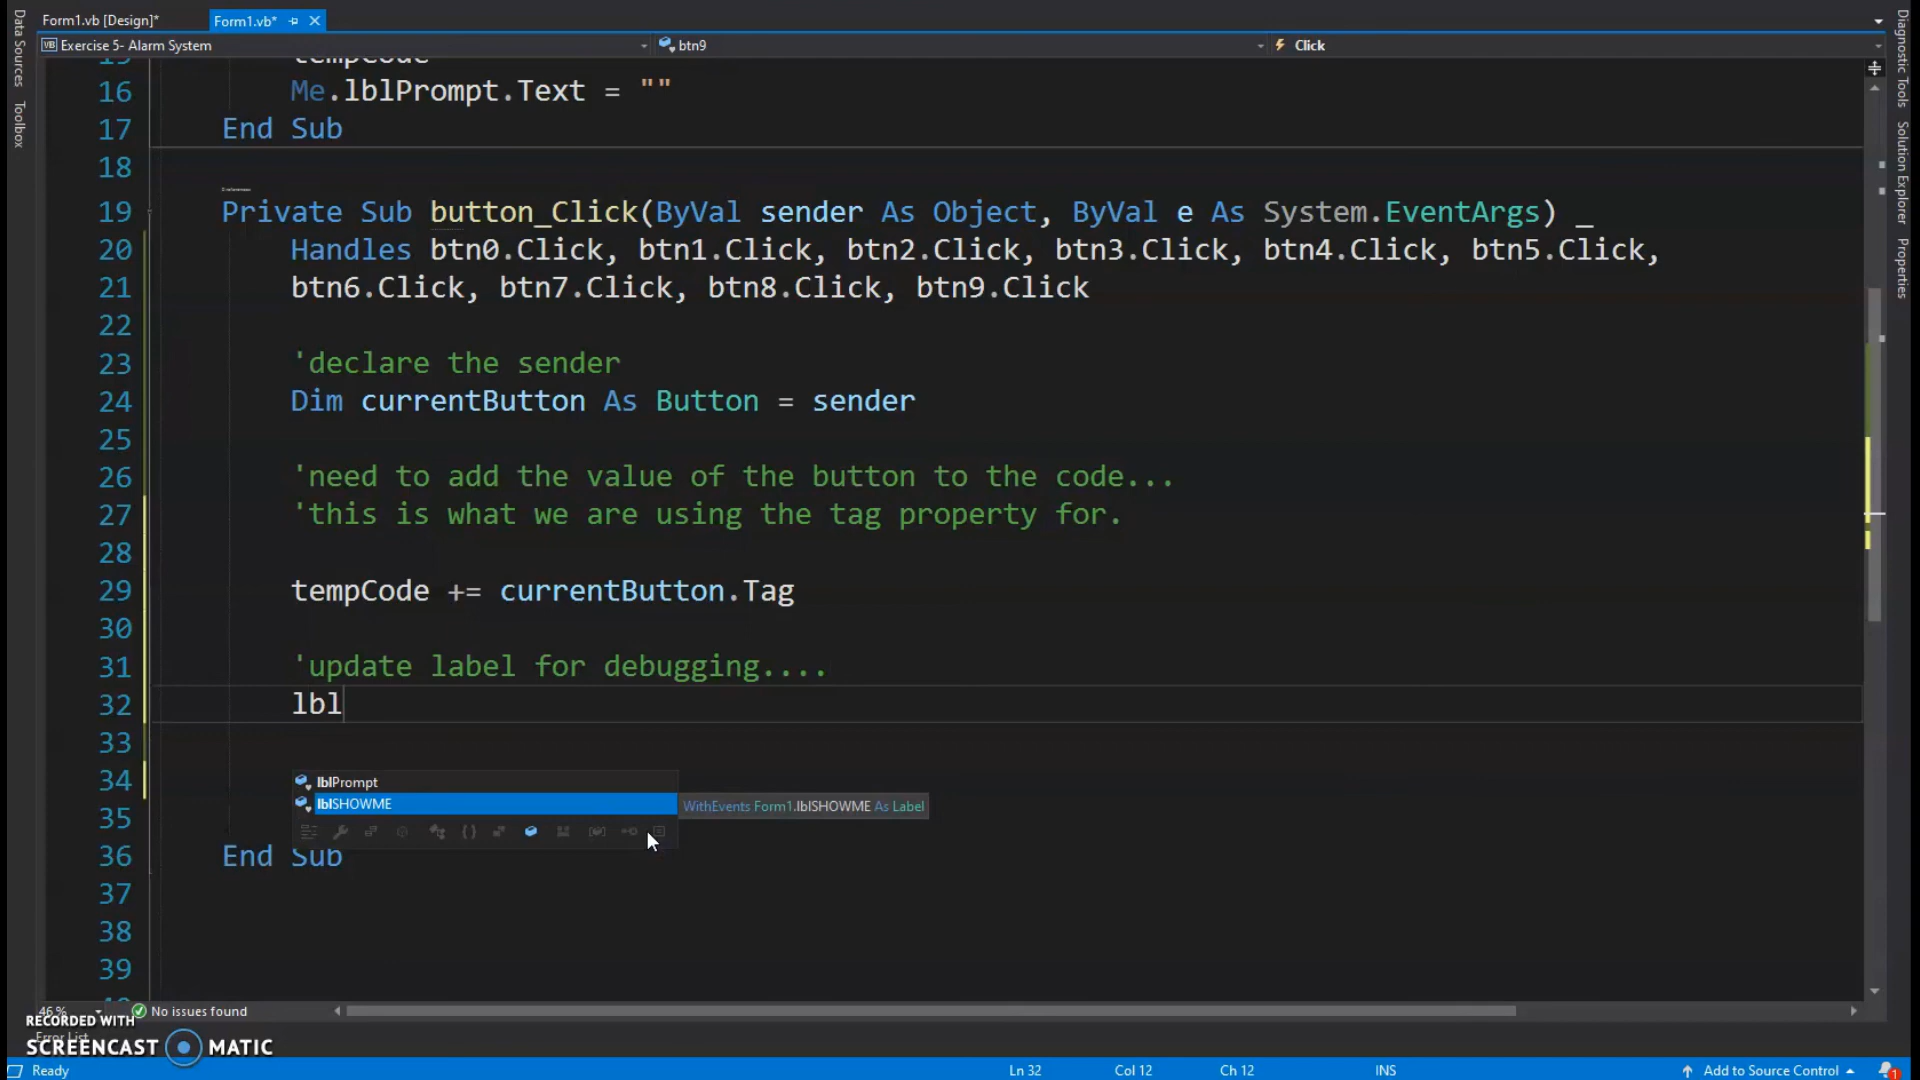 Form1.vb [Design]*
Form1.vb*
Exercise 5- Alarm System
btn9
Click
Data Sources
Toolbox
Diagnostic Tools
Solution Explorer
Properties
15 tempCode
16 Me.lblPrompt.Text = ""
17 End Sub
18
19 Private Sub button_Click(ByVal sender As Object, ByVal e As System.EventArgs) _
20 Handles btn0.Click, btn1.Click, btn2.Click, btn3.Click, btn4.Click, btn5.Click,
21 btn6.Click, btn7.Click, btn8.Click, btn9.Click
22
23 'declare the sender
24 Dim currentButton As Button = sender
25
26 'need to add the value of the button to the code...
27 'this is what we are using the tag property for.
28
29 tempCode += currentButton.Tag
30
31 'update label for debugging....
32 lbl
33
34
lblPrompt
lblSHOWME
WithEvents Form1.lblSHOWME As Label
35
36 End Sub
37
38
39
46 %
No issues found
Error List
RECORDED WITH
SCREENCAST MATIC
Ready
Ln 32
Col 12
Ch 12
INS
Add to Source Control
1